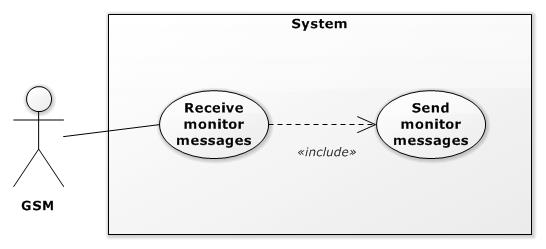 System
Receive
monitor
messages
Send
monitor
messages
«include»
GSM